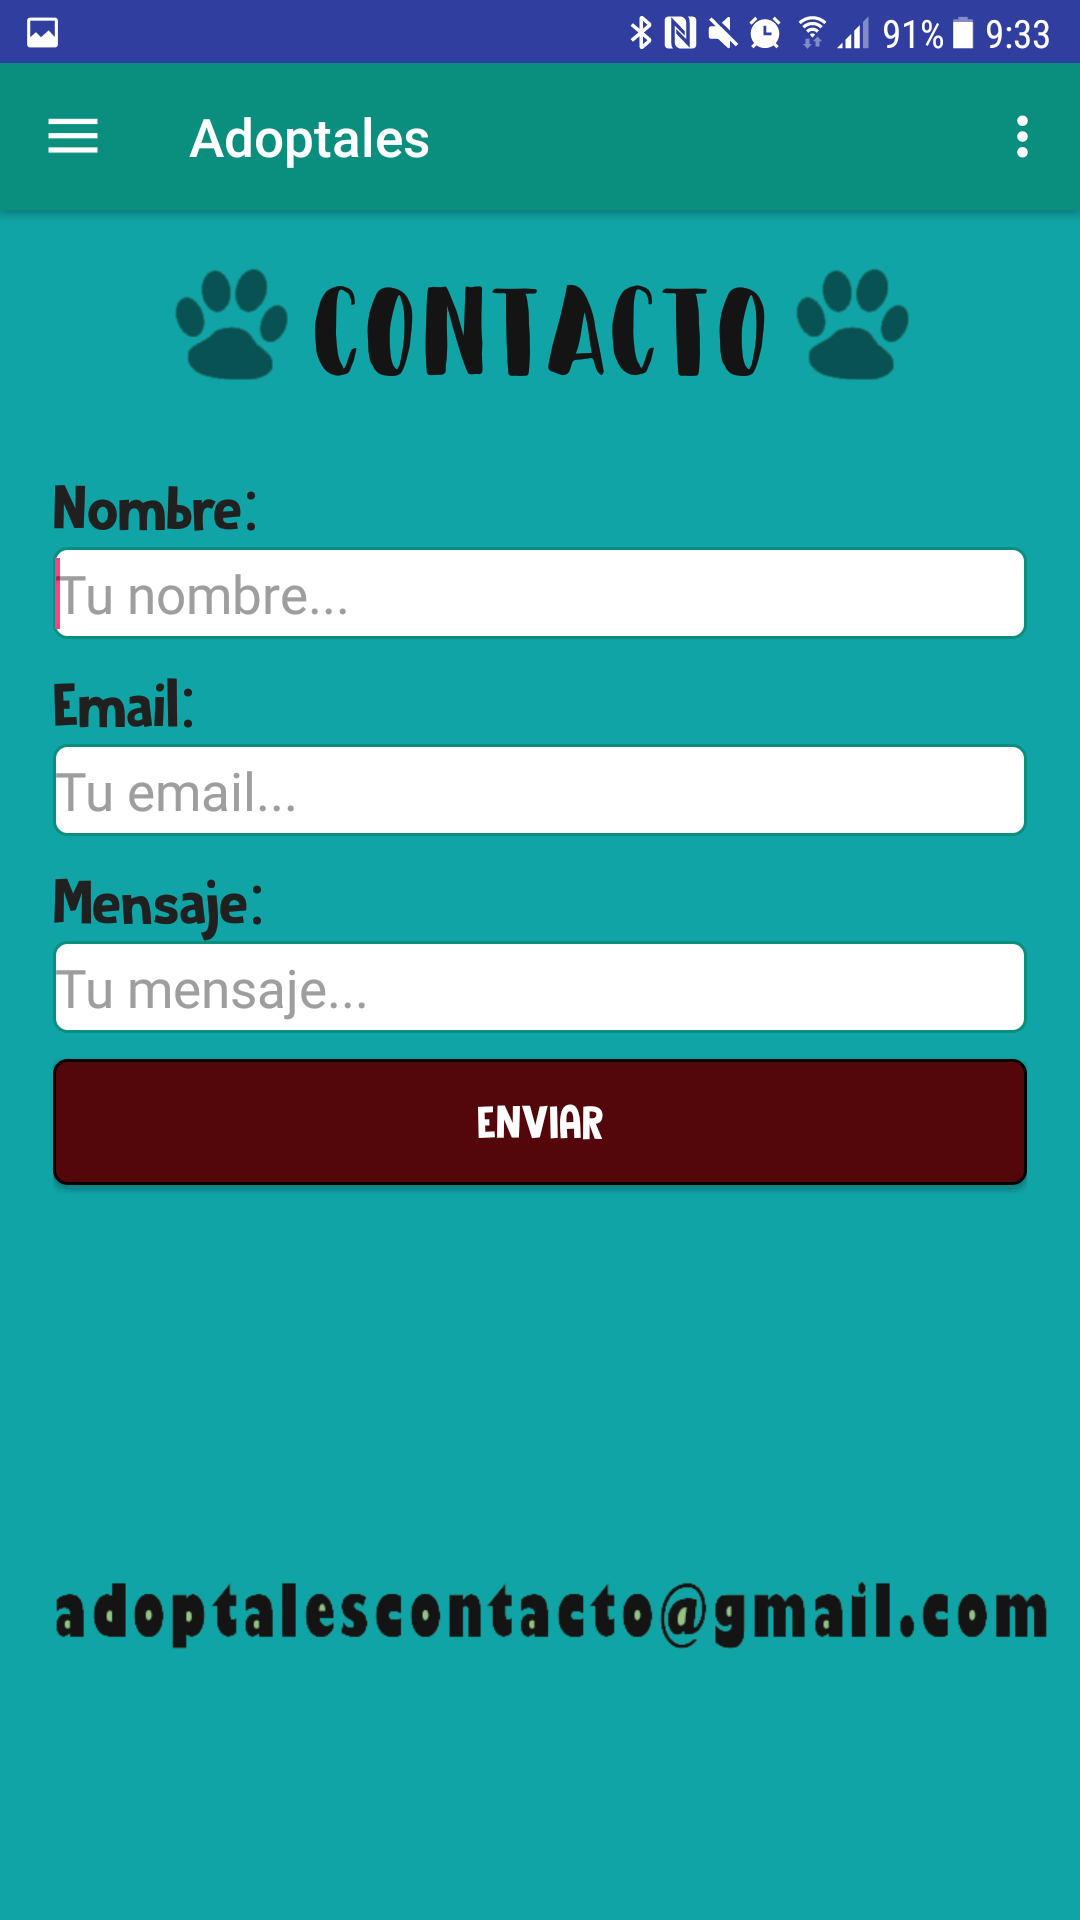 91% 9:33
Adoptales
CONTACTO
Nombre:
Tu nombre...
Email:
Tu email...
Mensaje:
Tu mensaje...
ENVIAR
adoptalescontacto@gmail.com